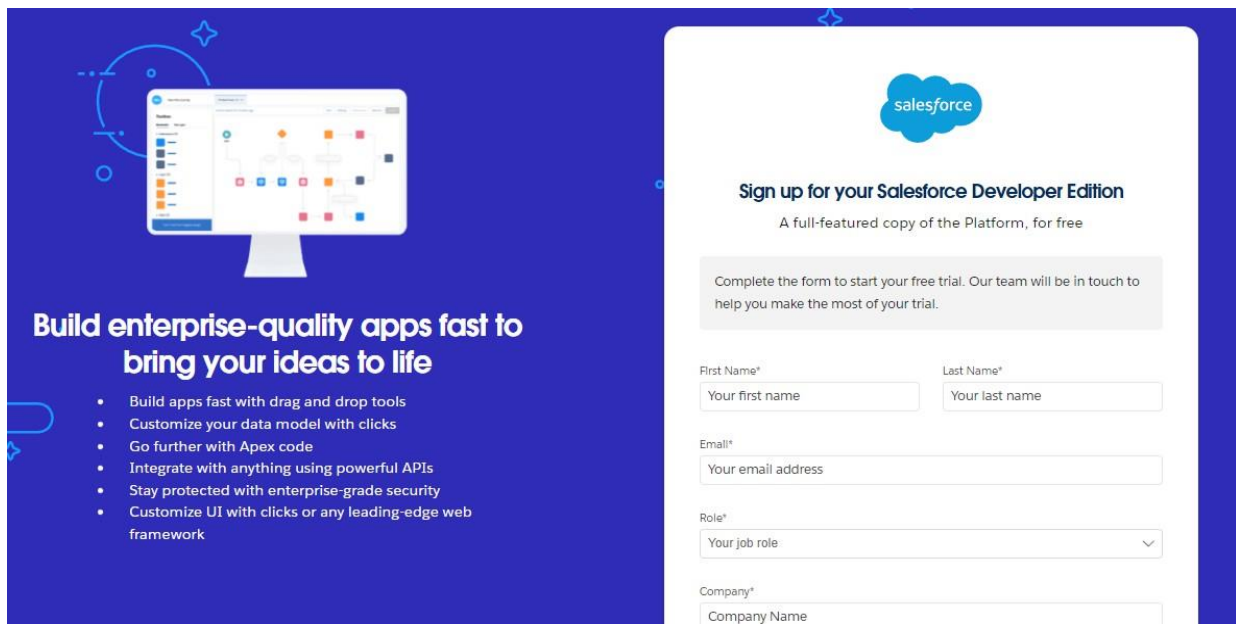 Build enterprise-quality apps fast to
bring your ideas to life
Build apps fast with drag and drop tools
Customize your data model with clicks
Go further with Apex code
Integrate with anything using powerful APIs
Stay protected with enterprise-grade security
Customize UI with clicks or any leading-edge web
framework
salesforce
Sign up for your Salesforce Developer Edition
A full-featured copy of the Platform, for free
Complete the form to start your free trial. Our team will be in touch to
help you make the most of your trial.
First Name* Last Name*
Your first name Your last name
Email*
Your email address
Role*
Your job role
Company*
Company Name